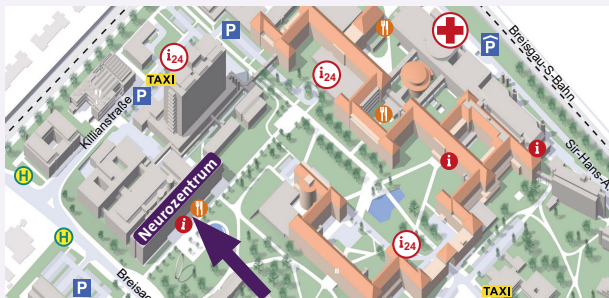 Breisgau-S-Bahn
P
P
i24
TAXI
P
i24
Killianstraße
i
i
Sir-Hans-A
H
Neurozentrum
i
H
i24
P
Breisac
TAXI